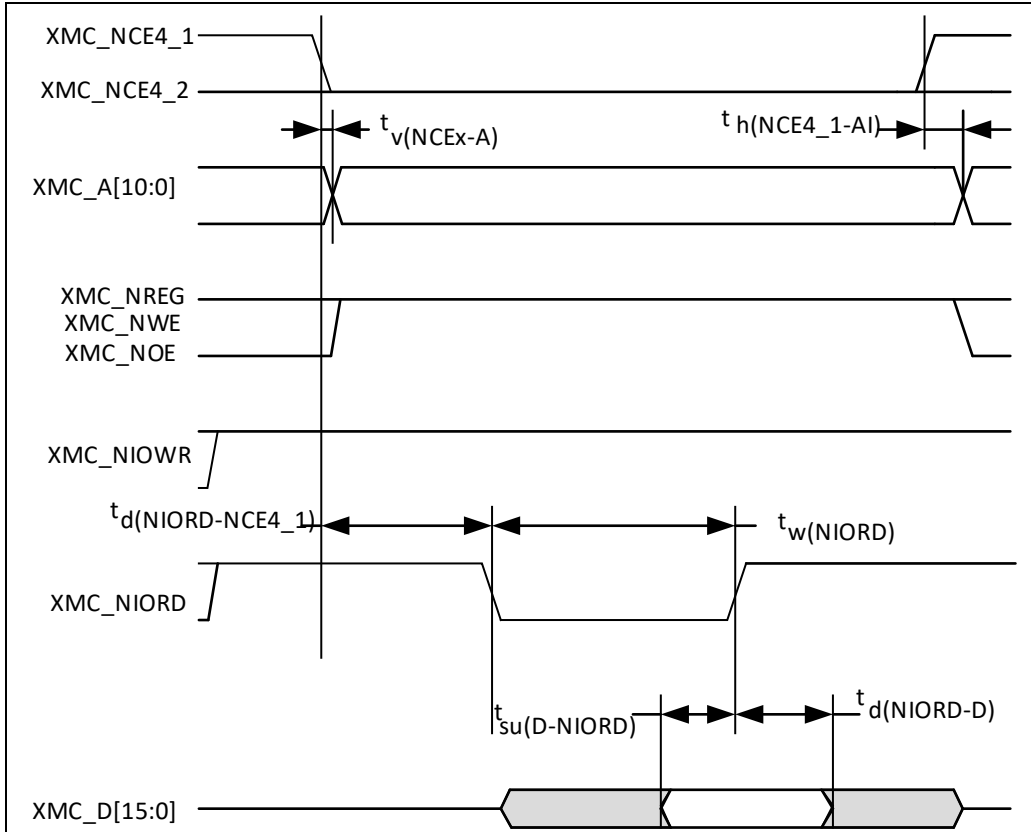 XMC_NCE4_1
XMC_NCE4_2
t v(NCEx-A)
t h(NCE4_1-AI)
XMC_A[10:0]
XMC_NREG
XMC_NWE
XMC_NOE
XMC_NIOWR
t d(NIORD-NCE4_1)
t w(NIORD)
XMC_NIORD
t su(D-NIORD)
t d(NIORD-D)
XMC_D[15:0]